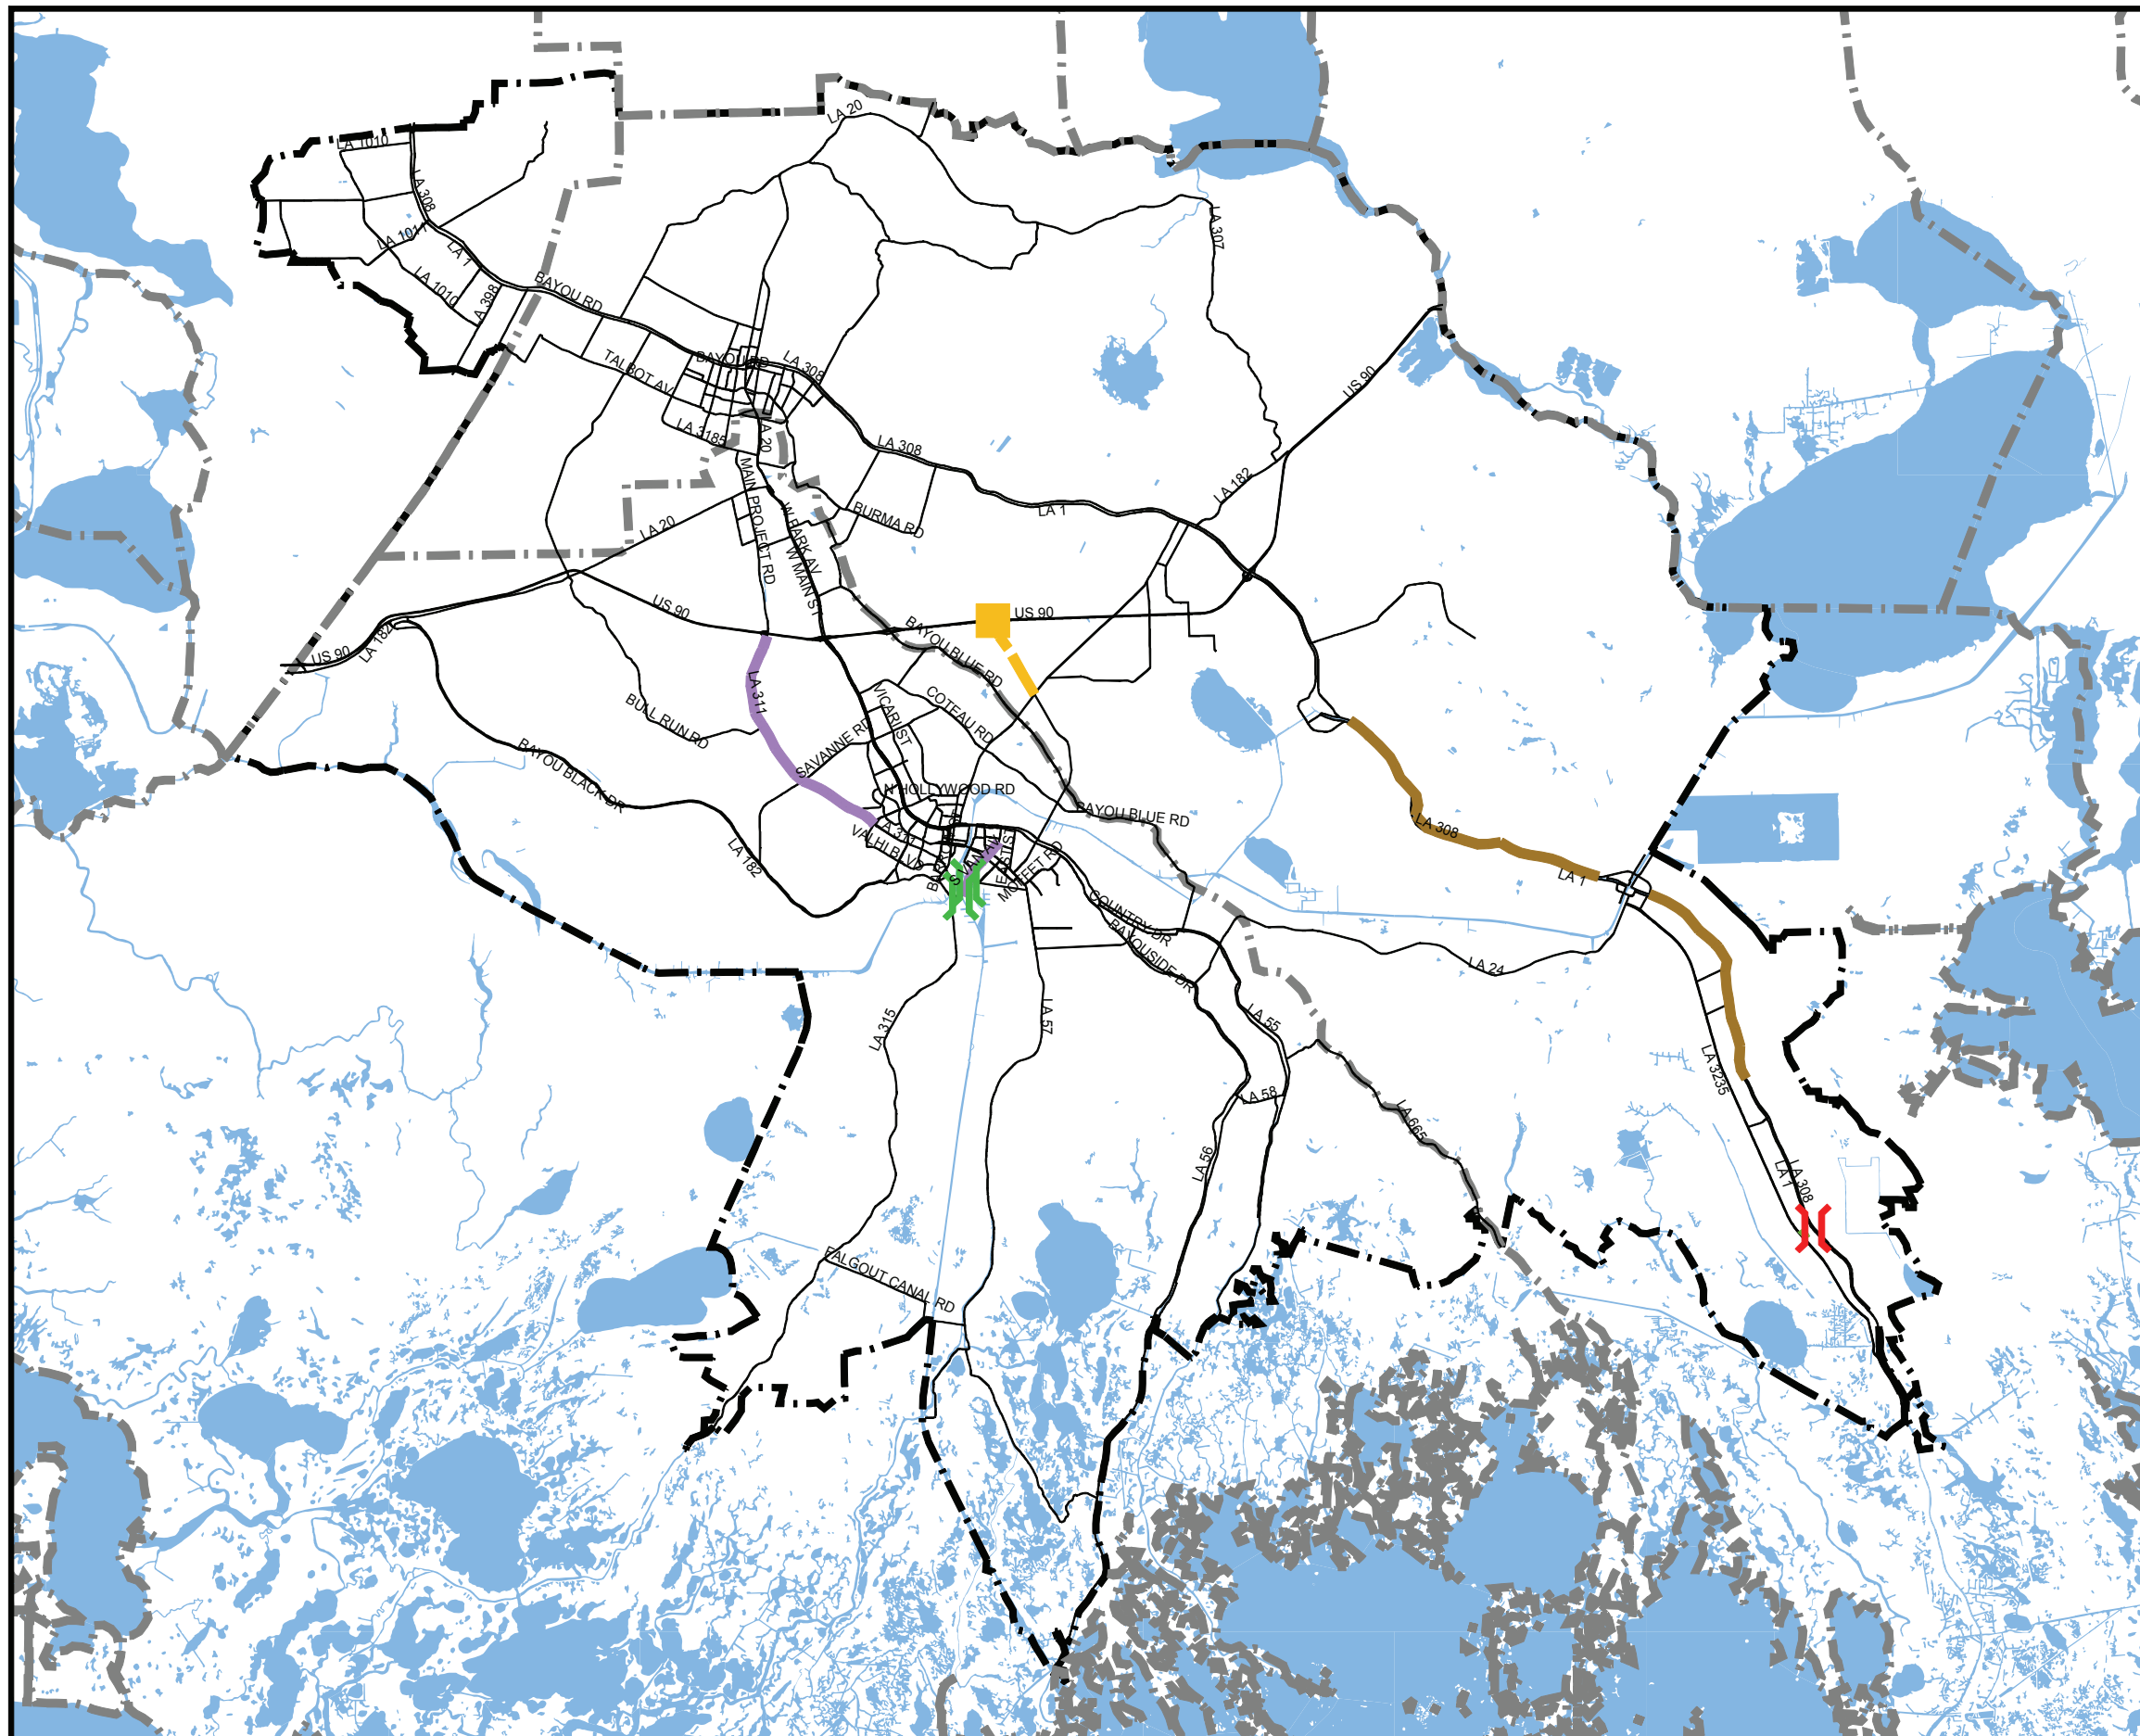 LA 20
LA 1010
LA 308
LA 307
LA 1011
LA 1
LA 1010
BAYOU RD
A 398
US 90
BAYOU RD
LA 308
TALBOT AV
LA 3185
LA 20
LA 308
MAIN PROJECT RD
LA 182
LA 1
W PARK AV
BURMA RD
LA 20
W MAIN ST
US 90
US 90
BAYOU BLUE RD
US 90
LA 182
LA 311
VICARI ST
COTEAU RD
BULL RUN RD
SAVANNE RD
BAYOU BLACK DR
N HOLLYWOOD RD
BAYOU BLUE RD
LA 308
A 311
VALHI BLVD
LA 182
MOFFET RD
LA 1
COUNTRY DR
BAYOUSIDE DR
LA 24
LA 315
LA 57
LA 55
LA 3235
LA 58
LA 665
LA 56
LA 1
LA 308
FALGOUT CANAL RD